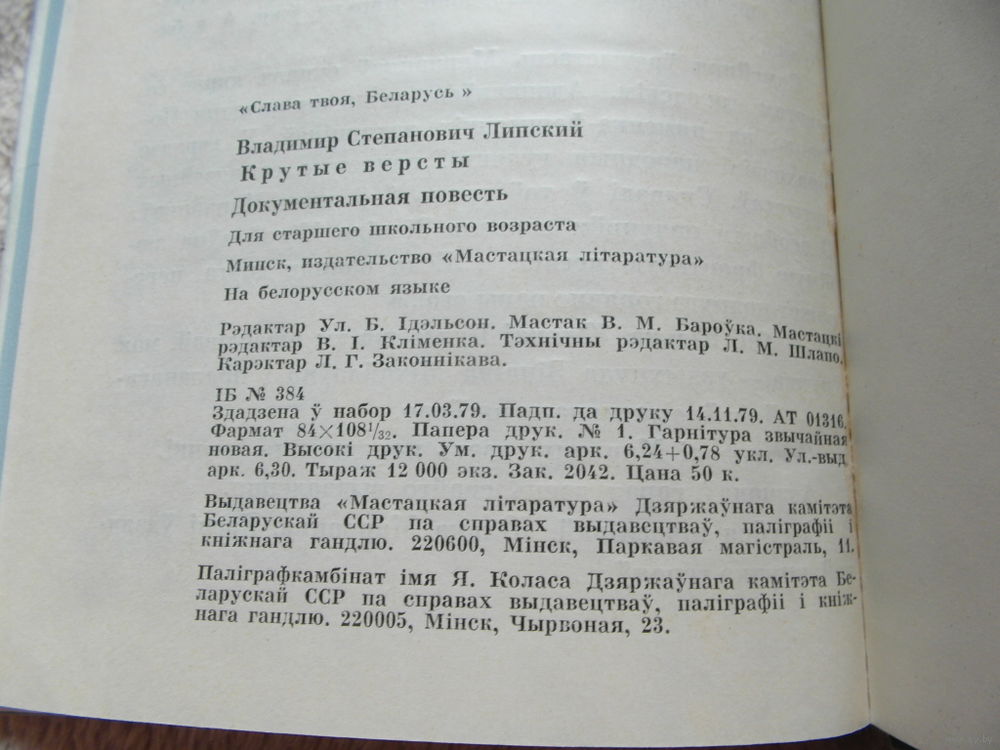 «Слава твоя, Беларусь»
Владимир Степанович Липский
Крутые версты
Документальная повесть
Для старшего школьного возраста
Минск, издательство «Мастацкая літаратура»
На белорусском языке
Рэдактар Ул. Б. Ідэльсон. Мастак В. М. Бароўка. Мастацкі
рэдактар В. І. Кліменка. Тэхнічны рэдактар Л. М. Шлапо.
Карэктар Л. Г. Законнікава.
ІБ № 384
Здадзена ў набор 17.03.79. Падп. да друку 14.11.79. АТ 01316.
Фармат 84×108¹/₃₂. Папера друк. № 1. Гарнітура звычайная
новая. Высокі друк. Ум. друк. арк. 6,24+0,78 укл. Ул.-выд.
арк. 6,30. Тыраж 12 000 экз. Зак. 2042. Цана 50 к.
Выдавецтва «Мастацкая літаратура» Дзяржаўнага камітэта
Беларускай ССР па справах выдавецтваў, паліграфіі і
кніжнага гандлю. 220600, Мінск, Паркавая магістраль, 11.
Паліграфкамбінат імя Я. Коласа Дзяржаўнага камітэта Бе-
ларускай ССР па справах выдавецтваў, паліграфіі і кніж-
нага гандлю. 220005, Мінск, Чырвоная, 23.